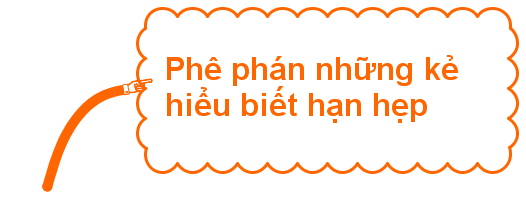 Phê phán những kẻ
hiểu biết hạn hẹp